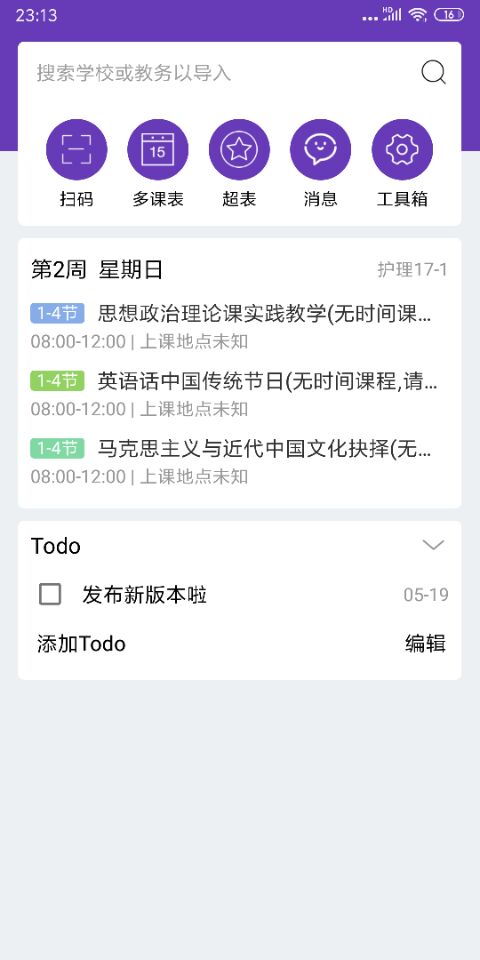 23:13
HD
16
搜索学校或教务以导入
15
扫码 多课表 超表 消息 工具箱
第2周 星期日 护理17-1
1-4节 思想政治理论课实践教学(无时间课...
08:00-12:00 | 上课地点未知
1-4节 英语话中国传统节日(无时间课程,请...
08:00-12:00 | 上课地点未知
1-4节 马克思主义与近代中国文化抉择(无...
08:00-12:00 | 上课地点未知
Todo
发布新版本啦 05-19
添加Todo 编辑